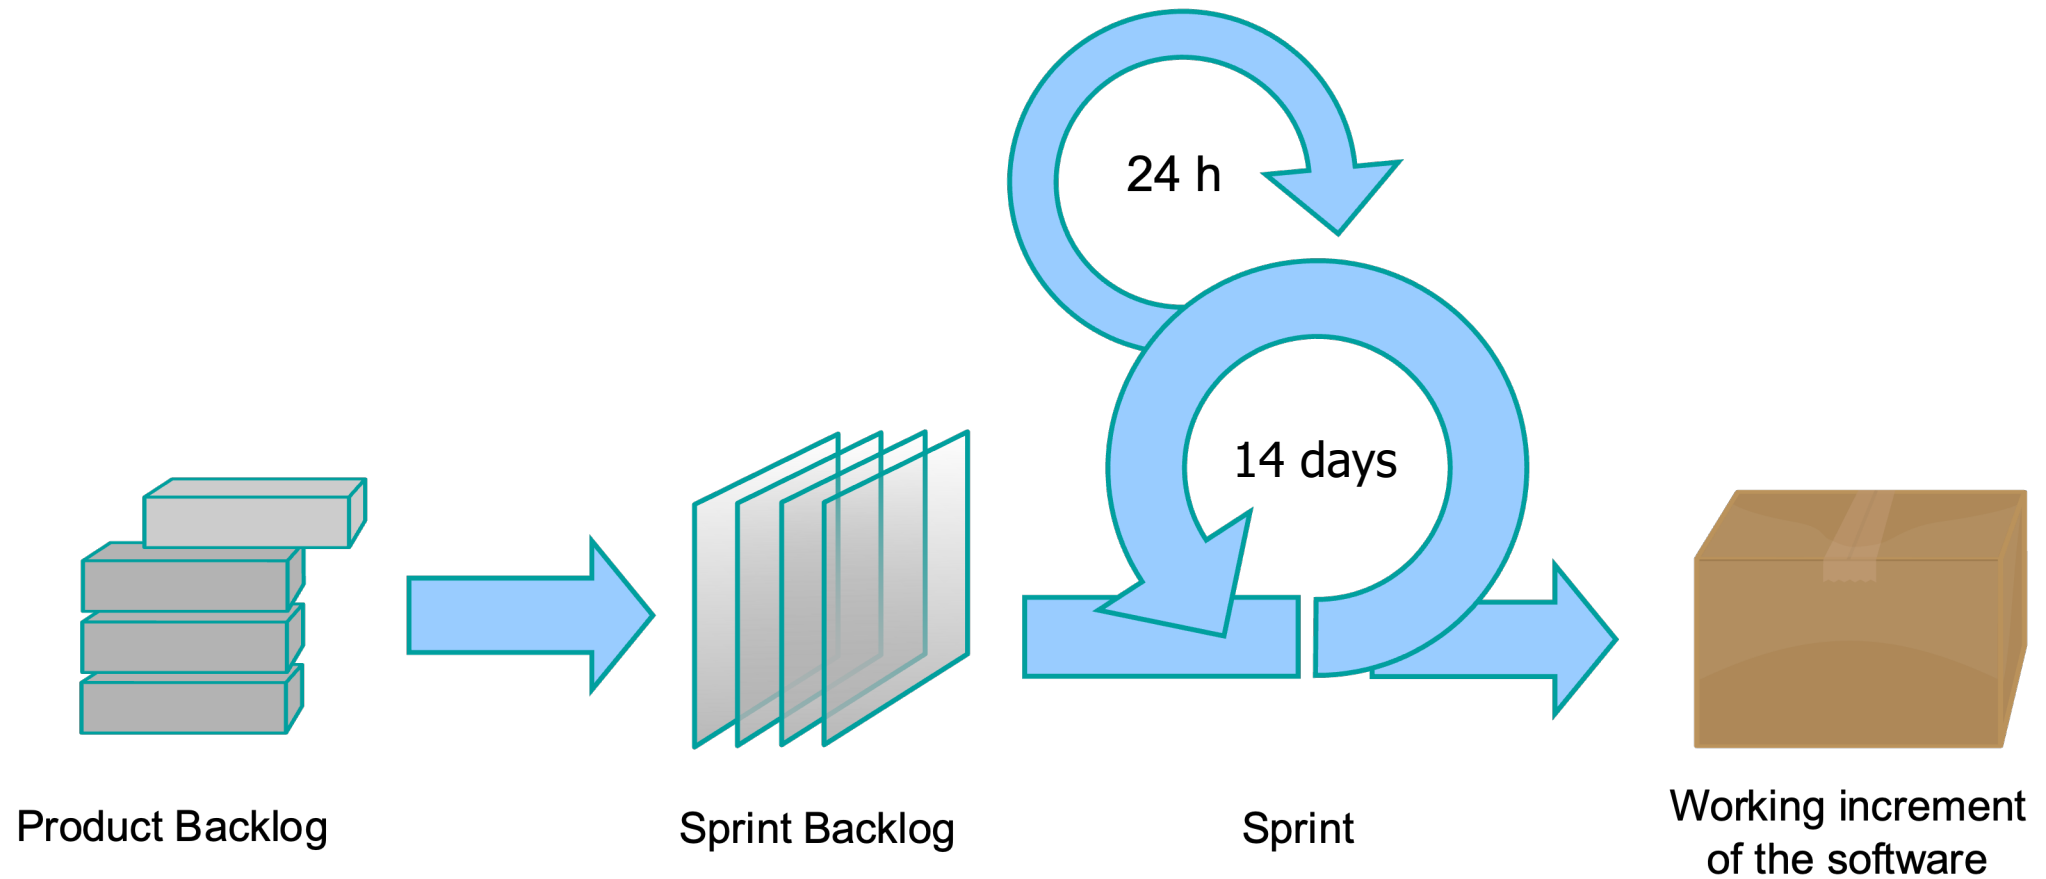 24 h
14 days
Product Backlog
Sprint Backlog
Sprint
Working increment
of the software